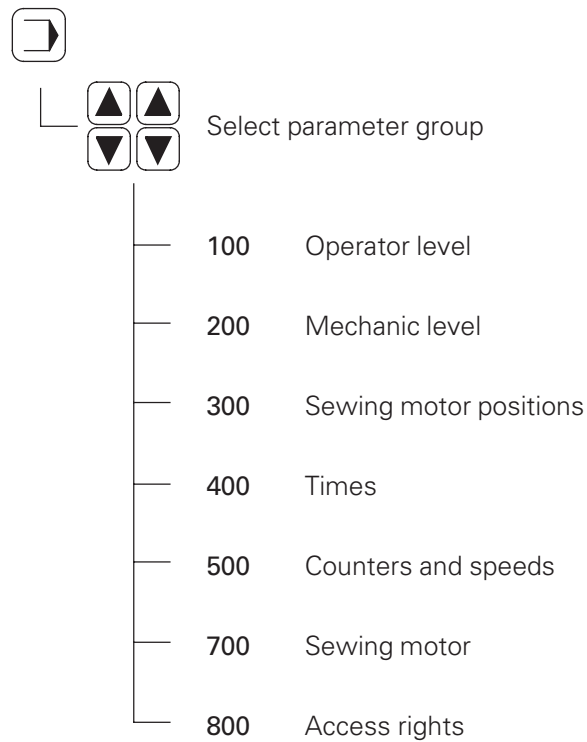 Select parameter group
100 Operator level
200 Mechanic level
300 Sewing motor positions
400 Times
500 Counters and speeds
700 Sewing motor
800 Access rights